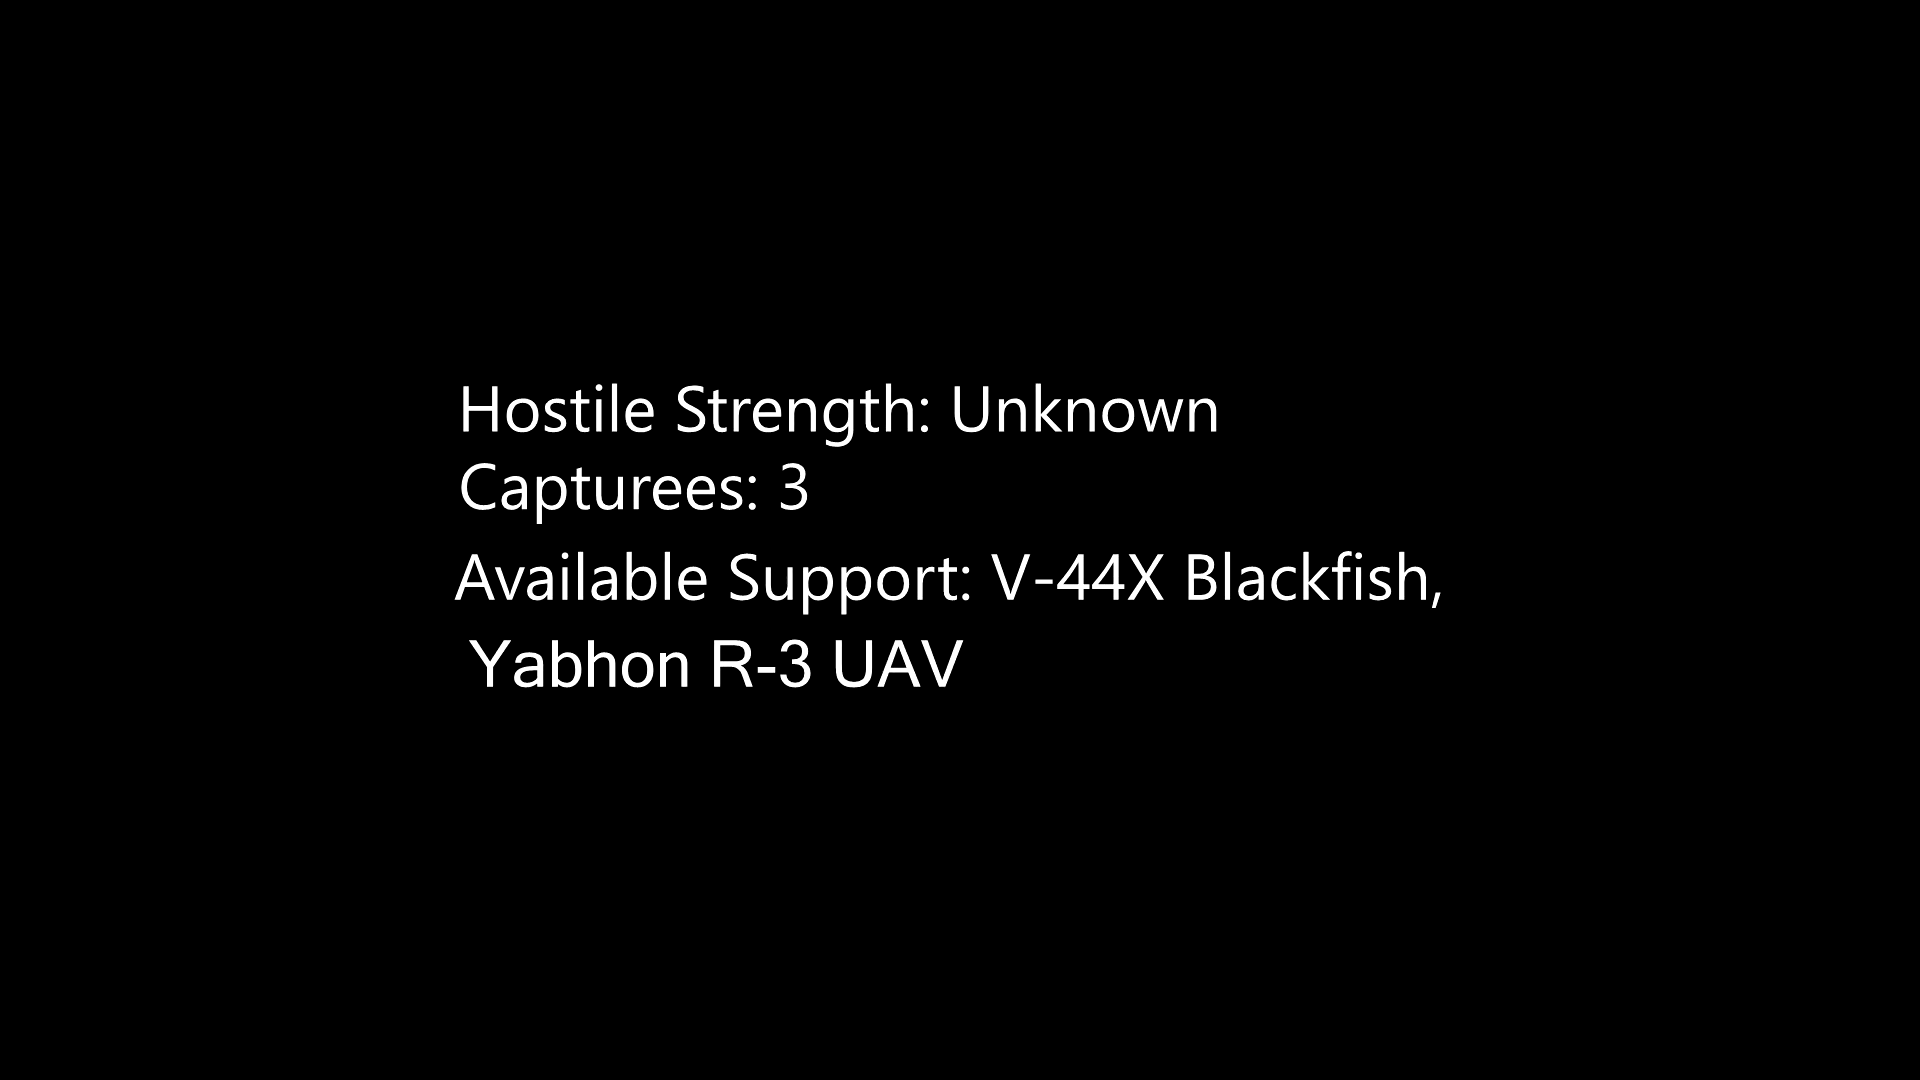 Hostile Strength: Unknown
Capturees: 3
Available Support: V-44X Blackfish,
Yabhon R-3 UAV